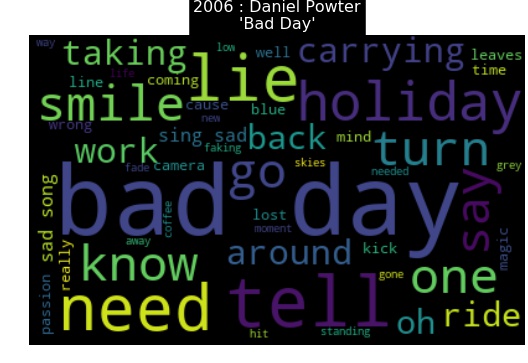 2006 : Daniel Powter
'Bad Day'
way
low
taking
lie
well
carrying
leaves
line
life
coming
time
smile
cause
blue
holiday
new
wrong
sing sad
back
mind
turn
work
camera
faking
skies
grey
fade
go
needed
bad day
say
sad song
coffee
lost
moment
away
around
kick
magic
really
know
tell
gone
one
passion
need
oh
ride
hit
standing